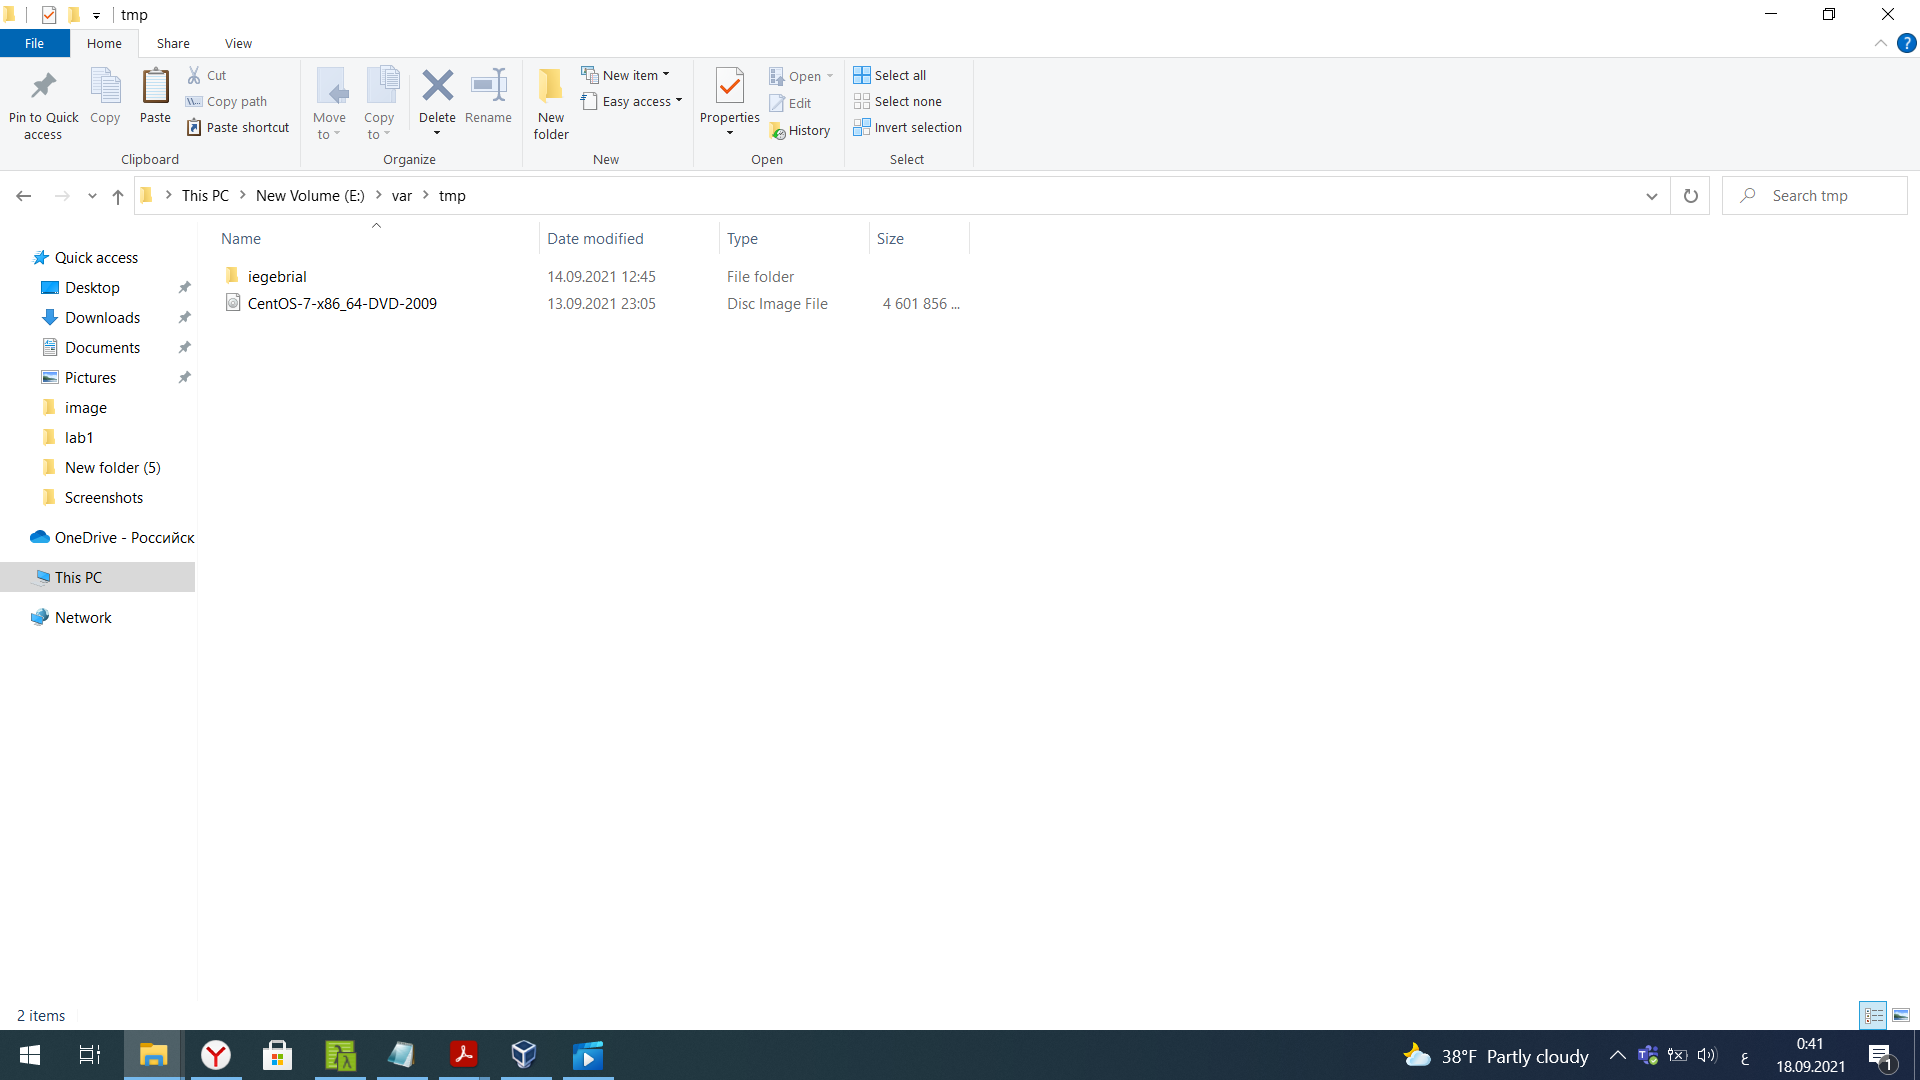 tmp
File Home Share View
Pin to Quick access
Copy
Paste
Cut
Copy path
Paste shortcut
Clipboard
Move to
Copy to
Delete
Rename
Organize
New folder
New item
Easy access
New
Properties
Open
Edit
History
Open
Select all
Select none
Invert selection
Select
This PC > New Volume (E:) > var > tmp
Search tmp
Name Date modified Type Size
iegebrial 14.09.2021 12:45 File folder
CentOS-7-x86_64-DVD-2009 13.09.2021 23:05 Disc Image File 4 601 856 ...
Quick access
Desktop
Downloads
Documents
Pictures
image
lab1
New folder (5)
Screenshots
OneDrive - Российск
This PC
Network
2 items
38°F Partly cloudy
ع
0:41
18.09.2021
1